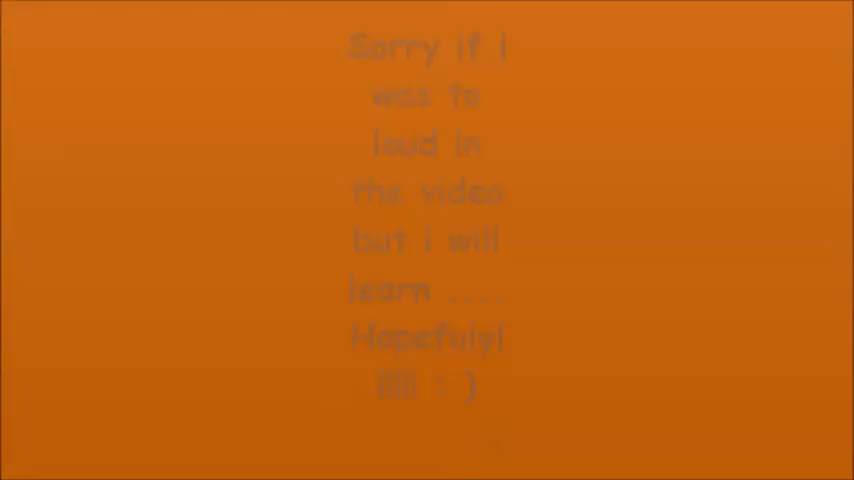 Sorry if I
was to
loud in
the video
but i will
learn ....
Hopefuly!
!!!!! : )